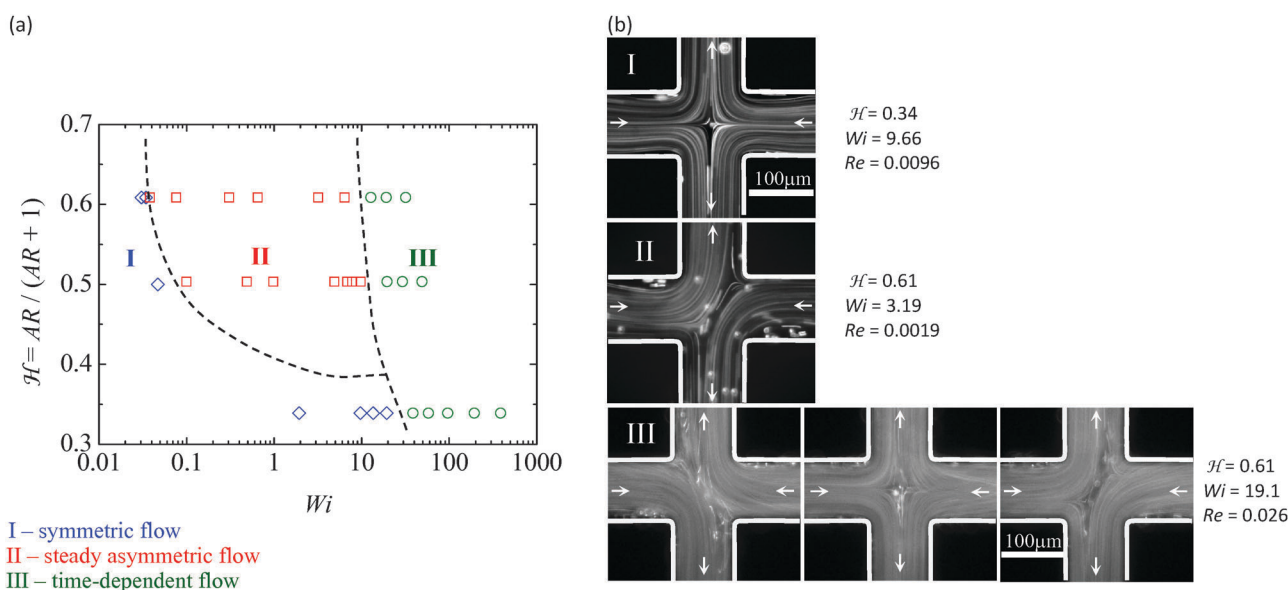 (a)
0.7
0.6
0.5
0.4
0.3
ℋ = AR / (AR + 1)
I
II
III
0.01
0.1
1
10
100
1000
Wi
I – symmetric flow
II – steady asymmetric flow
III – time-dependent flow
(b)
I
100μm
ℋ = 0.34
Wi = 9.66
Re = 0.0096
II
ℋ = 0.61
Wi = 3.19
Re = 0.0019
III
100μm
ℋ = 0.61
Wi = 19.1
Re = 0.026